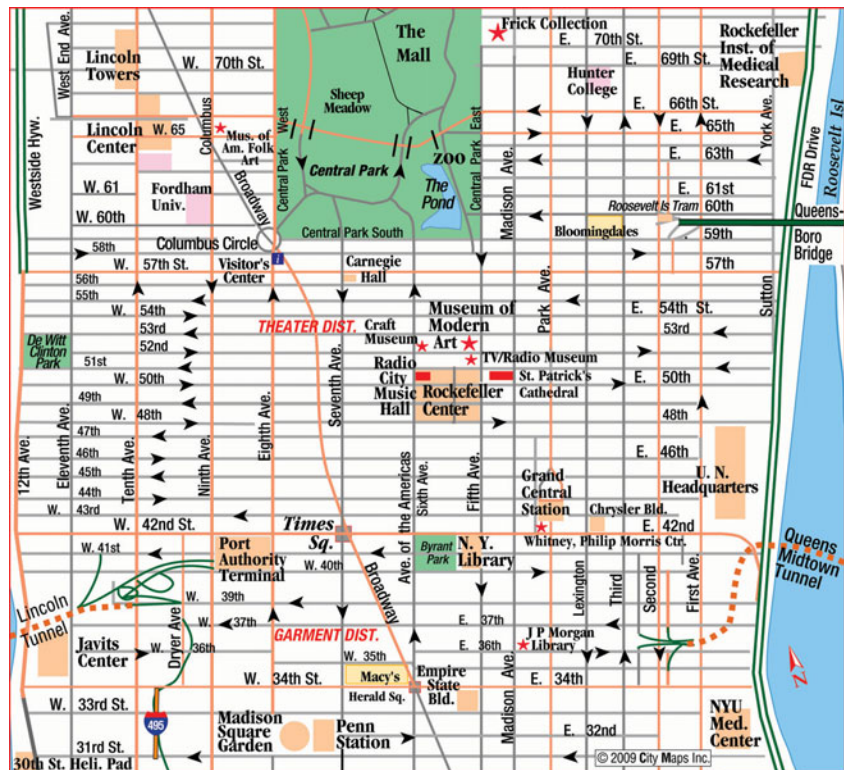 The
Mall
Frick Collection
E. 70th St.
Rockefeller
Inst. of
Medical
Research
West End Ave.
Lincoln
Towers
W. 70th St.
E. 69th St.
Sheep
Meadow
Hunter
College
E. 66th St.
Westside Hyw.
Lincoln
Center
W. 65
Columbus
Mus. of
Am. Folk
Art
Central Park West
Central Park
ZOO
Central Park East
Madison Ave.
E. 65th
York Ave.
E. 63th
FDR Drive
Roosevelt Isl
W. 61
Fordham
Univ.
Broadway
The
Pond
E. 61st
Roosevelt Is Tram
60th
W. 60th
Queens-
Boro
Bridge
Columbus Circle
Central Park South
Bloomingdales
59th
58th
W. 57th St.
Visitor's
Center
i
Carnegie
Hall
57th
56th
55th
W. 54th
53rd
52nd
51st
W. 50th
49th
W. 48th
47th
46th
45th
44th
W. 43rd
W. 42nd St.
De Witt
Clinton
Park
THEATER DIST.
Craft
Museum
Museum of
Modern
Art
Park Ave.
E. 54th St.
53rd
Sutton
TV/Radio Museum
Radio
City
Music
Hall
Rockefeller
Center
St. Patrick's
Cathedral
E. 50th
48th
E. 46th
12th Ave.
Eleventh Ave.
Tenth Ave.
Ninth Ave.
Eighth Ave.
Seventh Ave.
Ave. of the Americas
Sixth Ave.
Fifth Ave.
Grand
Central
Station
Chrysler Bld.
U. N.
Headquarters
E. 42nd
Times
Sq.
Whitney, Philip Morris Ctr.
W. 41st
Port
Authority
Terminal
W. 40th
Broadway
Byrant
Park
N. Y.
Library
Queens
Midtown
Tunnel
Lincoln
Tunnel
W. 39th
Lexington
Third
Second
First Ave.
Dryer Ave
W. 37th
GARMENT DIST.
E. 37th
Javits
Center
W. 36th
E. 36th
J P Morgan
Library
W. 35th
W. 34th St.
Macy's
Herald Sq.
Empire
State
Bld.
Madison Ave.
E. 34th
N
W. 33rd
495
Madison
Square
Garden
Penn
Station
E. 32nd
NYU
Med.
Center
31rd St.
30th St. Heli. Pad
© 2009 City Maps Inc.